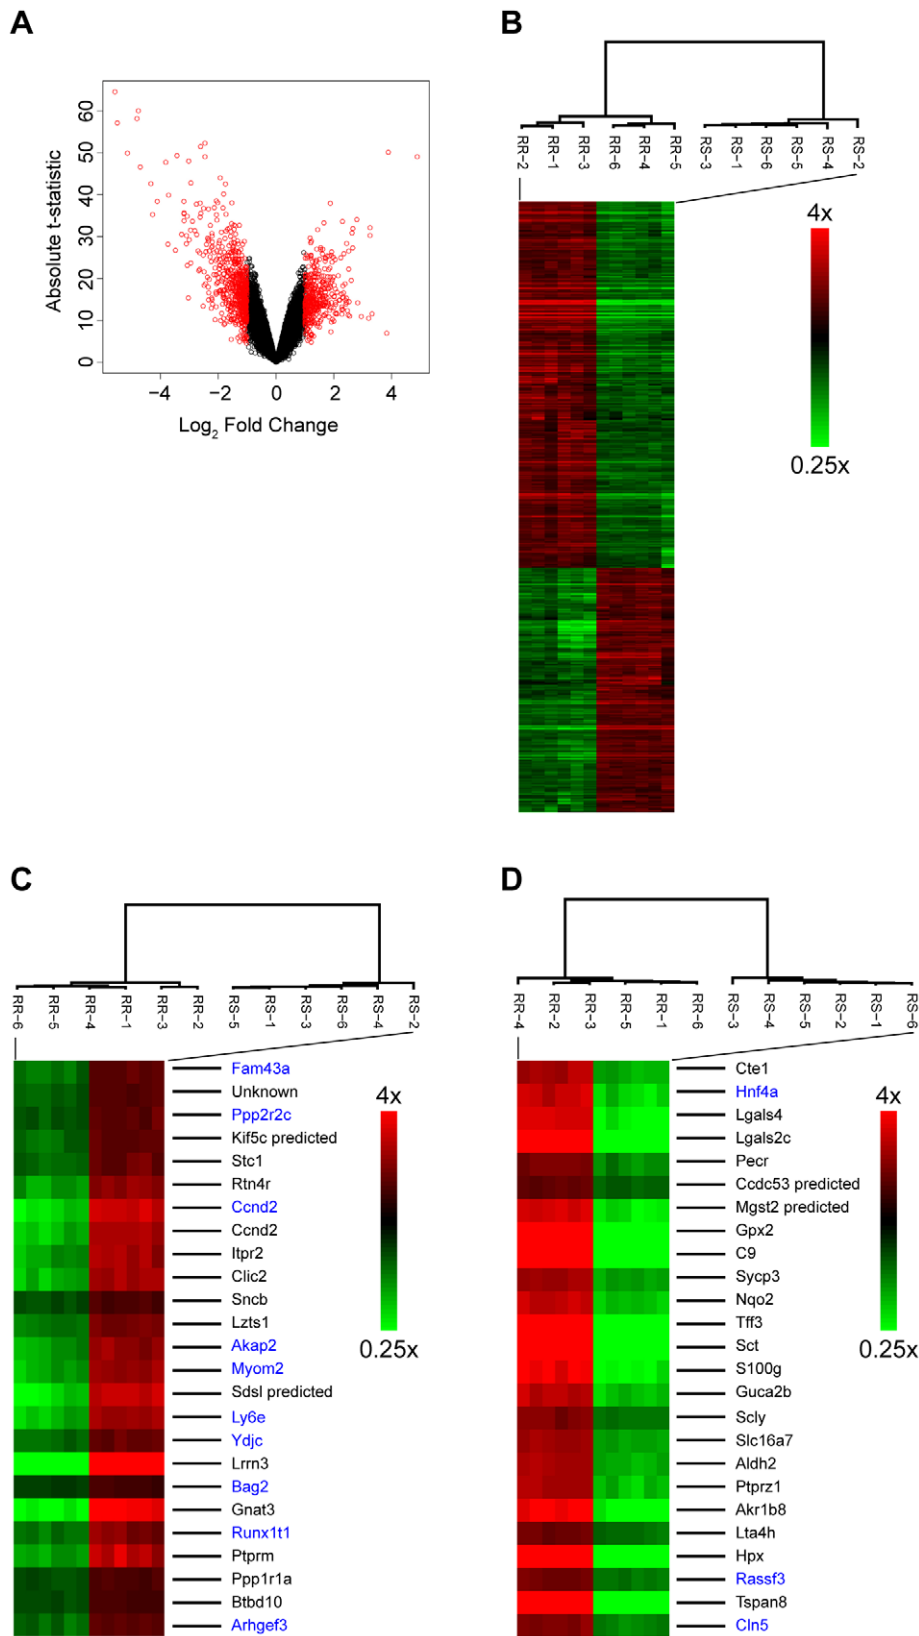 A
B
60
50
40
30
20
10
0
Absolute t-statistic
−4
−2
0
2
4
Log2 Fold Change
RR-2
RR-1
RR-3
RR-6
RR-4
RR-5
RS-3
RS-1
RS-6
RS-5
RS-4
RS-2
4x
0.25x
C
RR-6
RR-5
RR-4
RR-1
RR-3
RR-2
RS-5
RS-1
RS-3
RS-6
RS-4
RS-2
Fam43a
Unknown
Ppp2r2c
Kif5c predicted
Stc1
Rtn4r
Ccnd2
Ccnd2
Itpr2
Clic2
Sncb
Lzts1
Akap2
Myom2
Sdsl predicted
Ly6e
Ydjc
Lrrn3
Bag2
Gnat3
Runx1t1
Ptprm
Ppp1r1a
Btbd10
Arhgef3
4x
0.25x
D
RR-4
RR-2
RR-3
RR-5
RR-1
RR-6
RS-3
RS-4
RS-5
RS-2
RS-1
RS-6
Cte1
Hnf4a
Lgals4
Lgals2c
Pecr
Ccdc53 predicted
Mgst2 predicted
Gpx2
C9
Sycp3
Nqo2
Tff3
Sct
S100g
Guca2b
Scly
Slc16a7
Aldh2
Ptprz1
Akr1b8
Lta4h
Hpx
Rassf3
Tspan8
Cln5
4x
0.25x